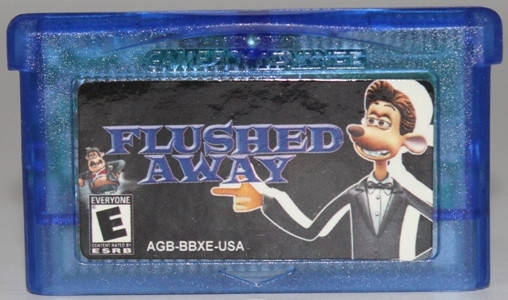 FLUSHED
AWAY
EVERYONE
E
CONTENT RATED BY
ESRB
AGB-BBXE-USA